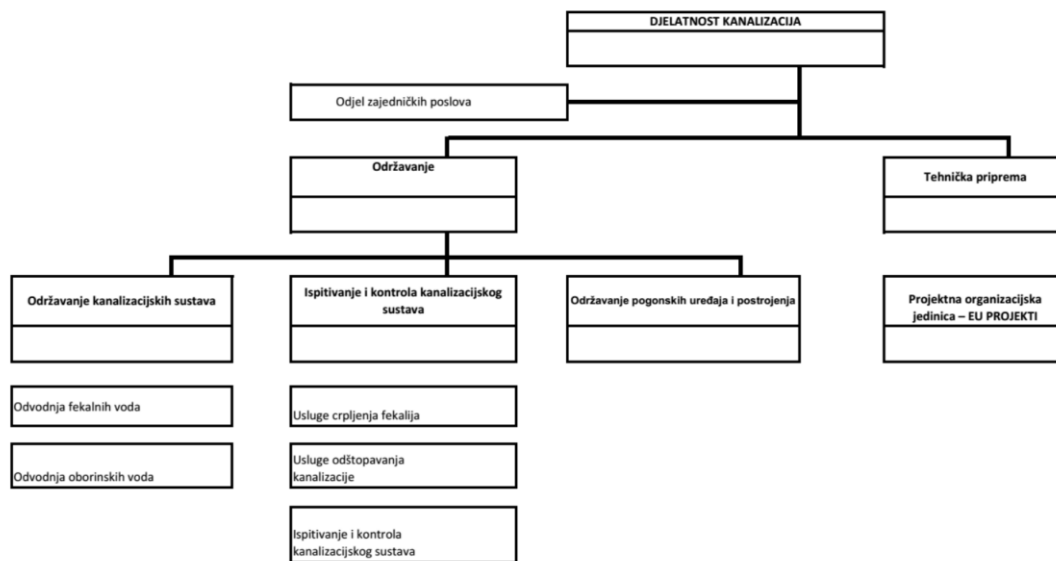 DJELATNOST KANALIZACIJA
Odjel zajedničkih poslova
Održavanje
Tehnička priprema
Održavanje kanalizacijskih sustava
Ispitivanje i kontrola kanalizacijskog
sustava
Održavanje pogonskih uređaja i postrojenja
Projektna organizacijska
jedinica – EU PROJEKTI
Odvodnja fekalnih voda
Usluge crpljenja fekalija
Odvodnja oborinskih voda
Usluge odštopavanja
kanalizacije
Ispitivanje i kontrola
kanalizacijskog sustava